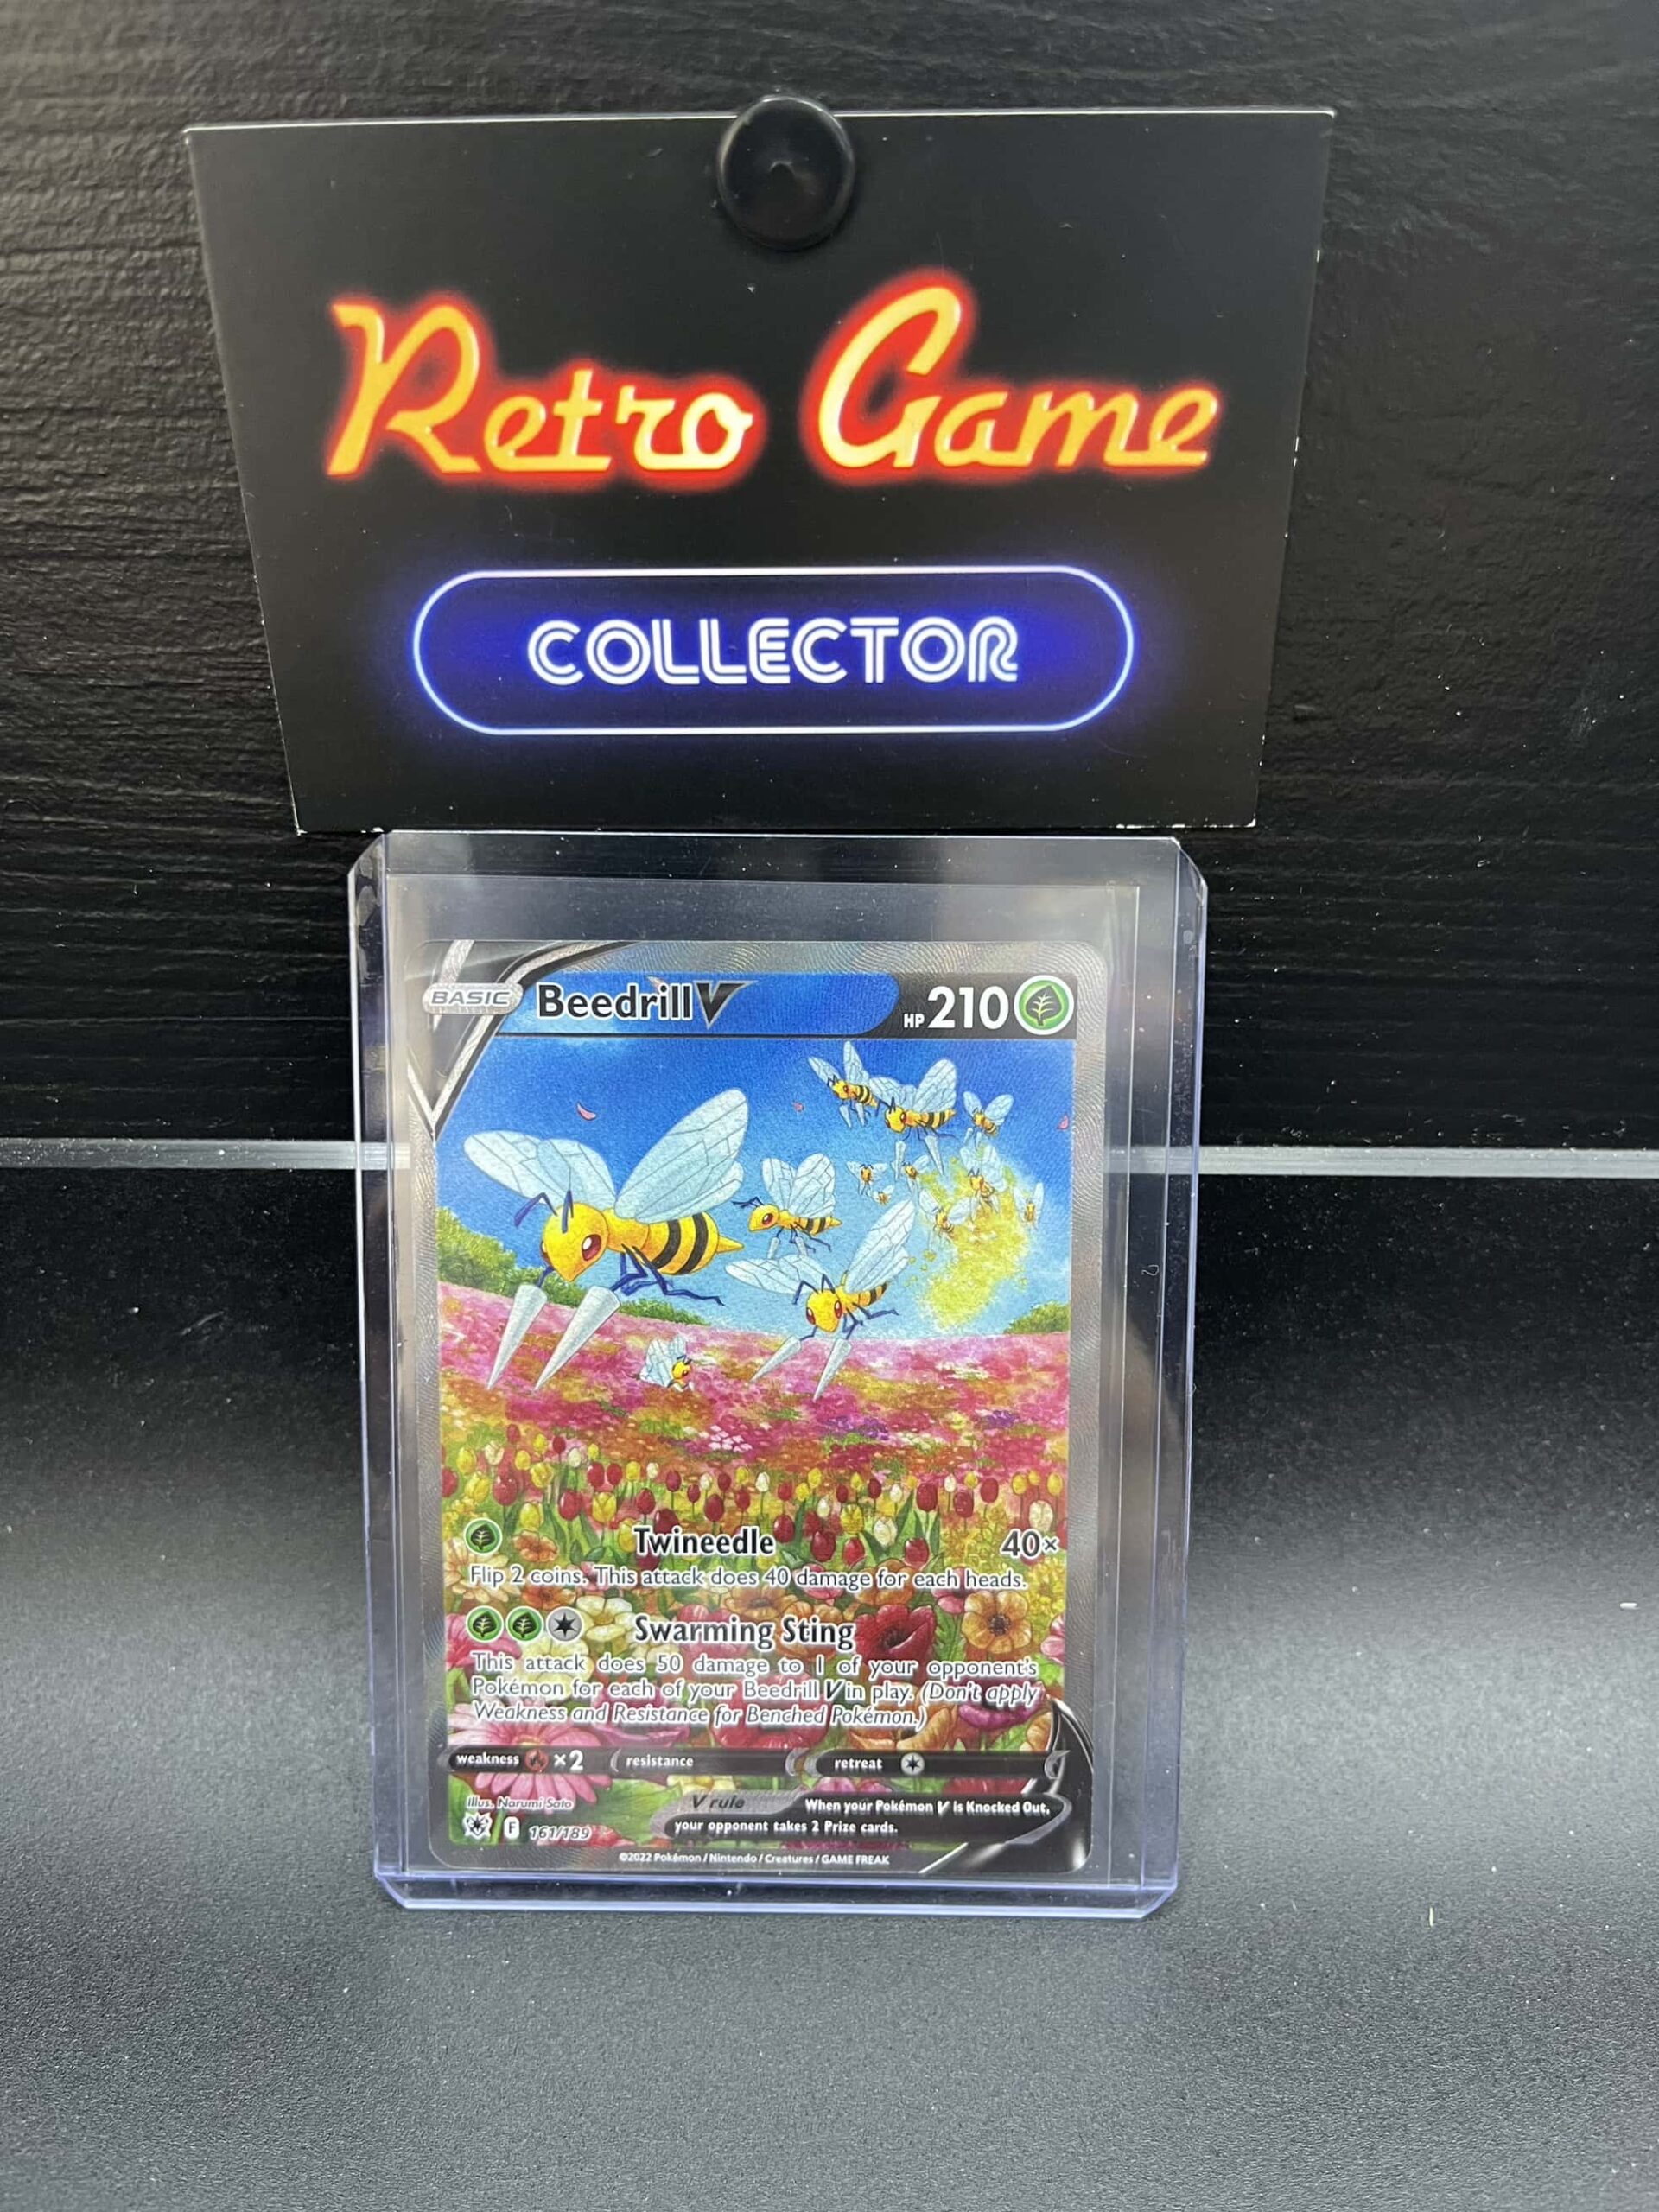 Retro Game
COLLECTOR
BASIC
Beedrill V
HP 210
Twineedle 40×
Flip 2 coins. This attack does 40 damage for each heads.
Swarming Sting
This attack does 50 damage to 1 of your opponent's
Pokémon for each of your Beedrill V in play. (Don't apply
Weakness and Resistance for Benched Pokémon.)
weakness ×2 resistance retreat
Illus. Narumi Sato
V rule When your Pokémon V is Knocked Out,
your opponent takes 2 Prize cards.
F 161/189
©2022 Pokémon / Nintendo / Creatures / GAME FREAK